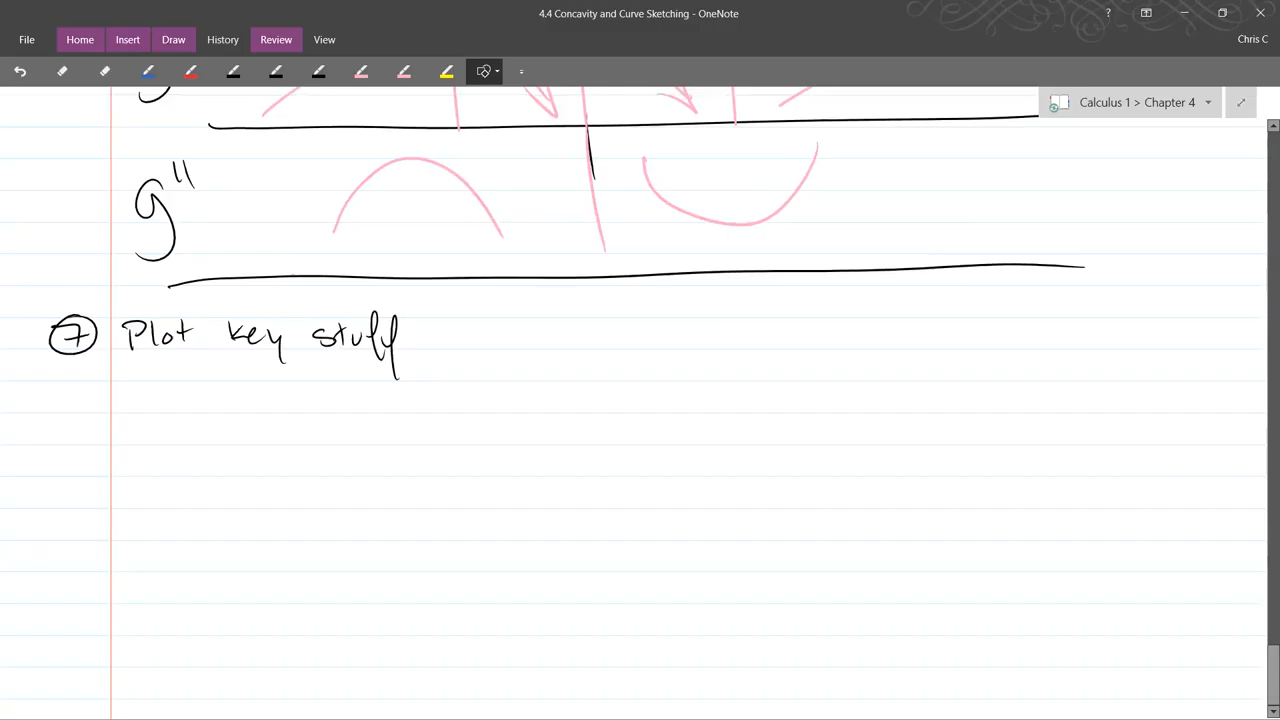 4.4 Concavity and Curve Sketching - OneNote
File Home Insert Draw History Review View Chris C
Calculus 1 > Chapter 4
g"
⑦ Plot key stuff